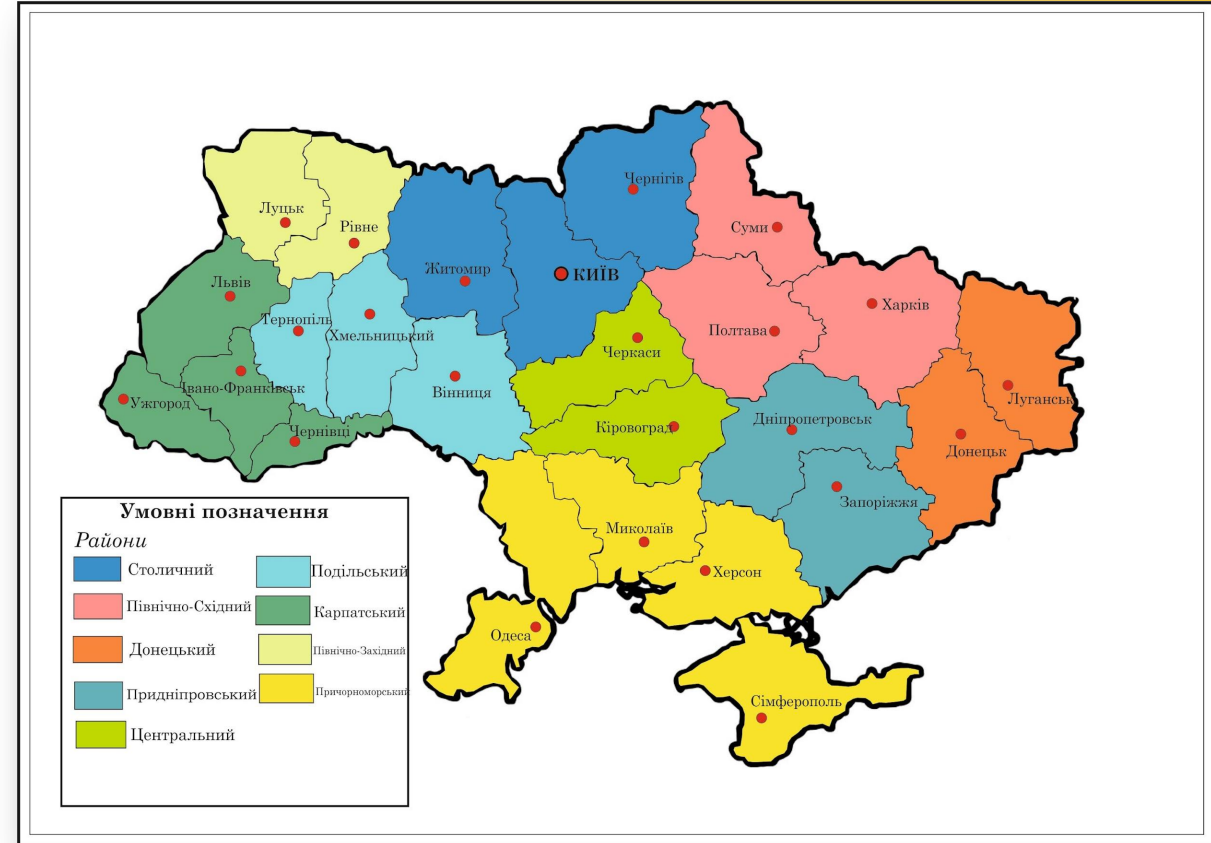 Чернігів
Луцьк
Рівне
Суми
Житомир
КИЇВ
Львів
Харків
Тернопіль
Полтава
Хмельницький
Черкаси
Івано-Франківськ
Вінниця
Ужгород
Луганськ
Дніпропетровськ
Кіровоград
Чернівці
Донецьк
Запоріжжя
Миколаїв
Херсон
Одеса
Сімферополь
Умовні позначення
Райони
Столичний
Подільський
Північно-Східний
Карпатський
Донецький
Північно-Західний
Придніпровський
Причорноморський
Центральний